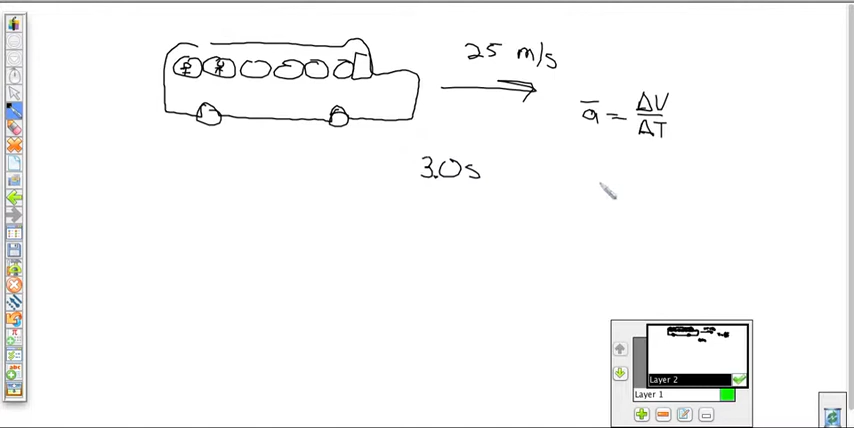 25 m/s
a̅ = ΔV/ΔT
3.0s
Layer 2
Layer 1